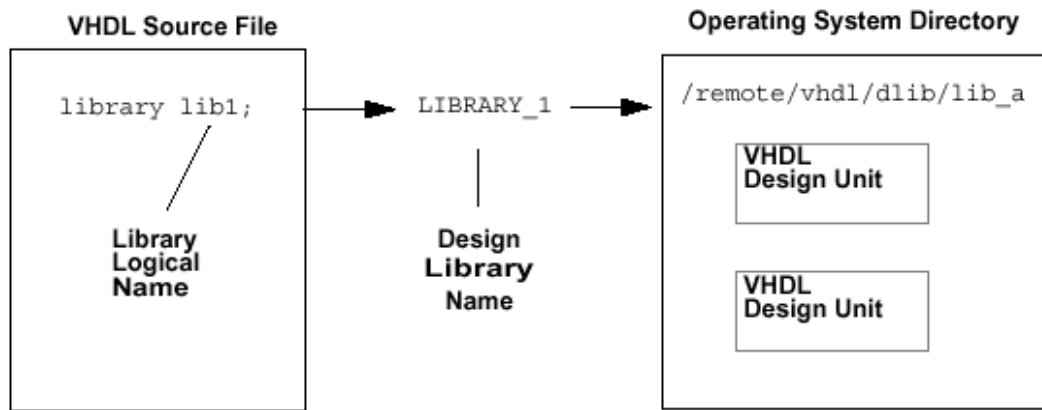 VHDL Source File
library lib1;
Library
Logical
Name
LIBRARY_1
Design
Library
Name
Operating System Directory
/remote/vhdl/dlib/lib_a
VHDL
Design Unit
VHDL
Design Unit